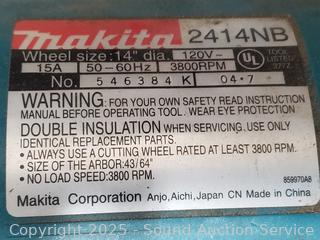 makita 2414NB
Wheel size: 14" dia. 120V~
15A 50-60Hz 3800RPM
UL LISTED 277Z
No. 546384 K 04·7
WARNING: FOR YOUR OWN SAFETY READ INSTRUCTION
MANUAL BEFORE OPERATING TOOL. WEAR EYE PROTECTION
DOUBLE INSULATION WHEN SERVICING. USE ONLY
IDENTICAL REPLACEMENT PARTS.
• ALWAYS USE A CUTTING WHEEL RATED AT LEAST 3800 RPM.
• SIZE OF THE ARBOR: 43/64"
• NO LOAD SPEED: 3800 RPM.
859970A8
Makita Corporation Anjo, Aichi, Japan CN Made in China
Copyright 2025 - Sound Auction Service